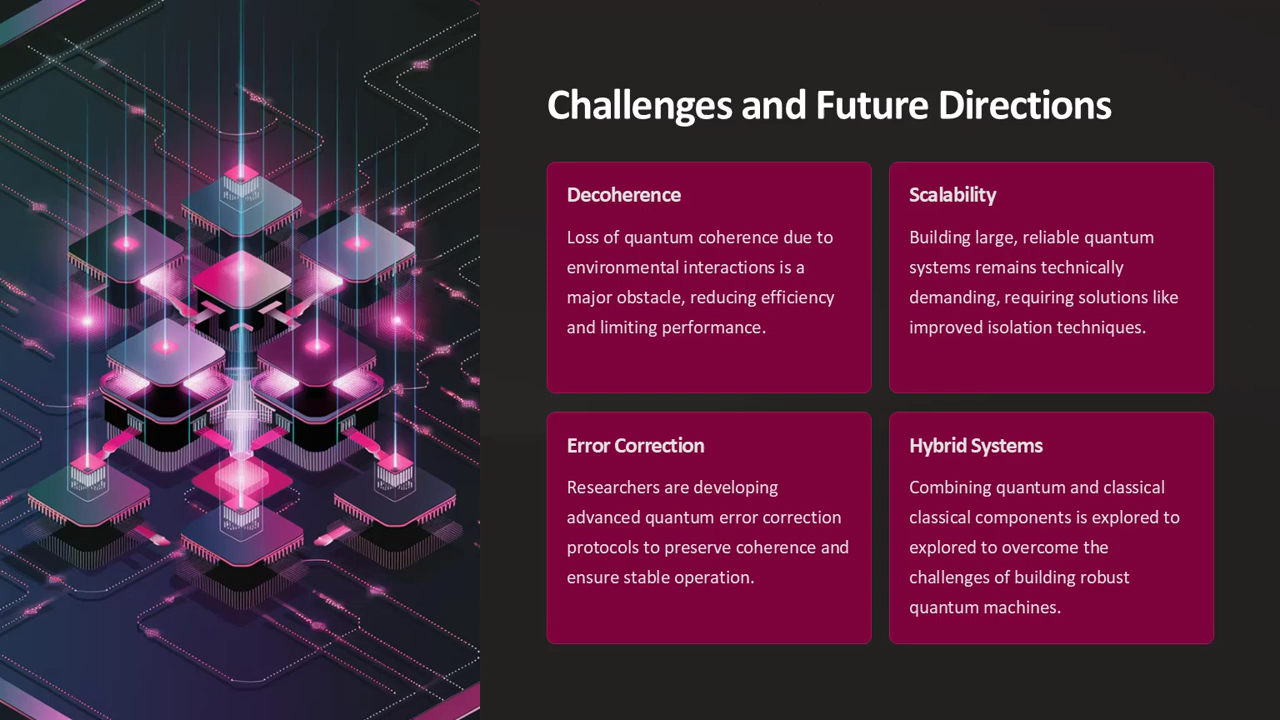 Challenges and Future Directions
Decoherence
Loss of quantum coherence due to
environmental interactions is a
major obstacle, reducing efficiency
and limiting performance.
Scalability
Building large, reliable quantum
systems remains technically
demanding, requiring solutions like
improved isolation techniques.
Error Correction
Researchers are developing
advanced quantum error correction
protocols to preserve coherence and
ensure stable operation.
Hybrid Systems
Combining quantum and classical
classical components is explored to
explored to overcome the
challenges of building robust
quantum machines.